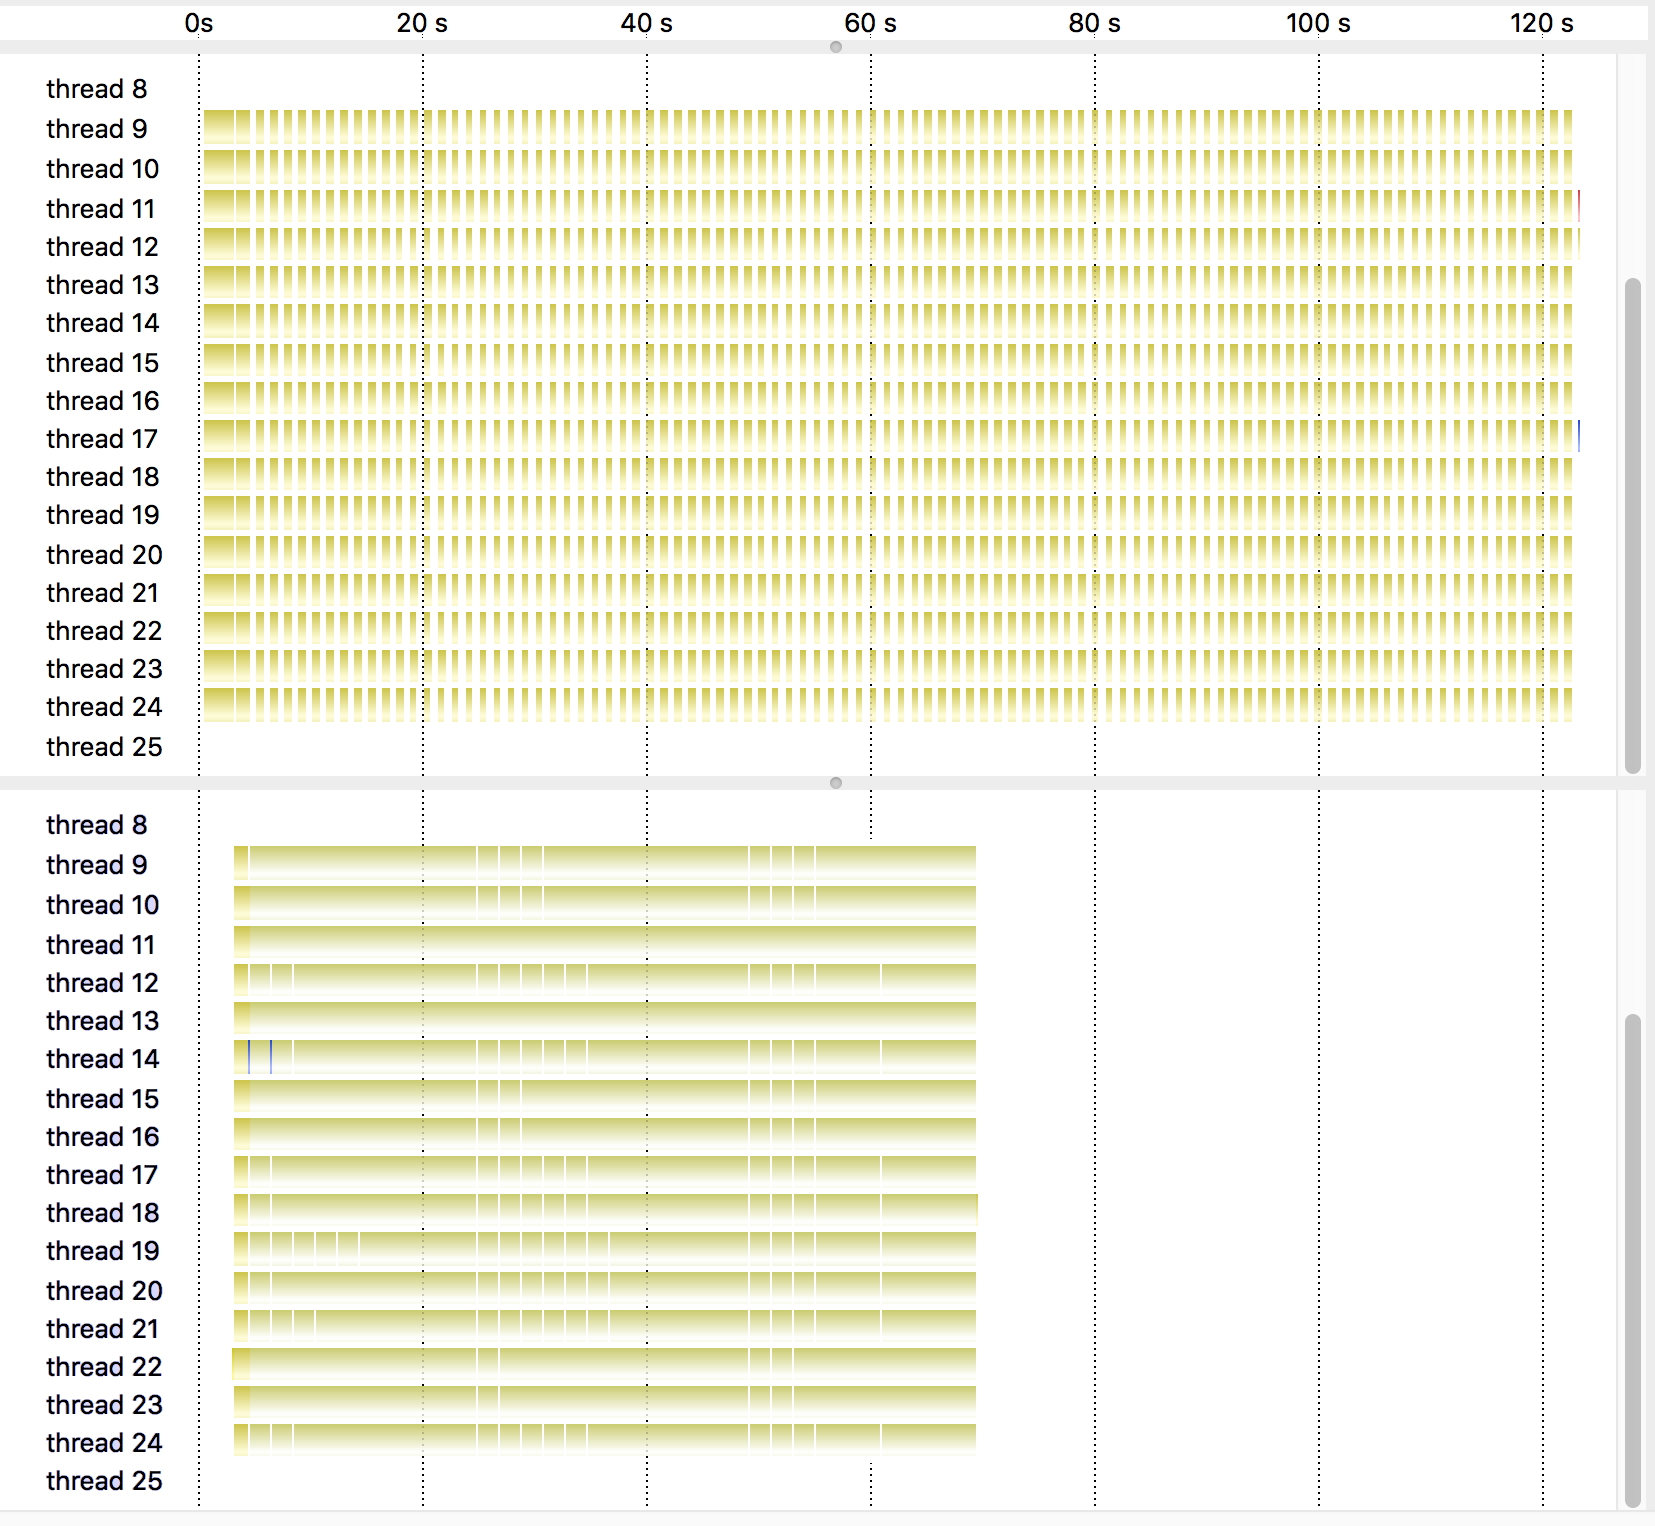 0s 20 s 40 s 60 s 80 s 100 s 120 s
thread 8
thread 9
thread 10
thread 11
thread 12
thread 13
thread 14
thread 15
thread 16
thread 17
thread 18
thread 19
thread 20
thread 21
thread 22
thread 23
thread 24
thread 25
thread 8
thread 9
thread 10
thread 11
thread 12
thread 13
thread 14
thread 15
thread 16
thread 17
thread 18
thread 19
thread 20
thread 21
thread 22
thread 23
thread 24
thread 25